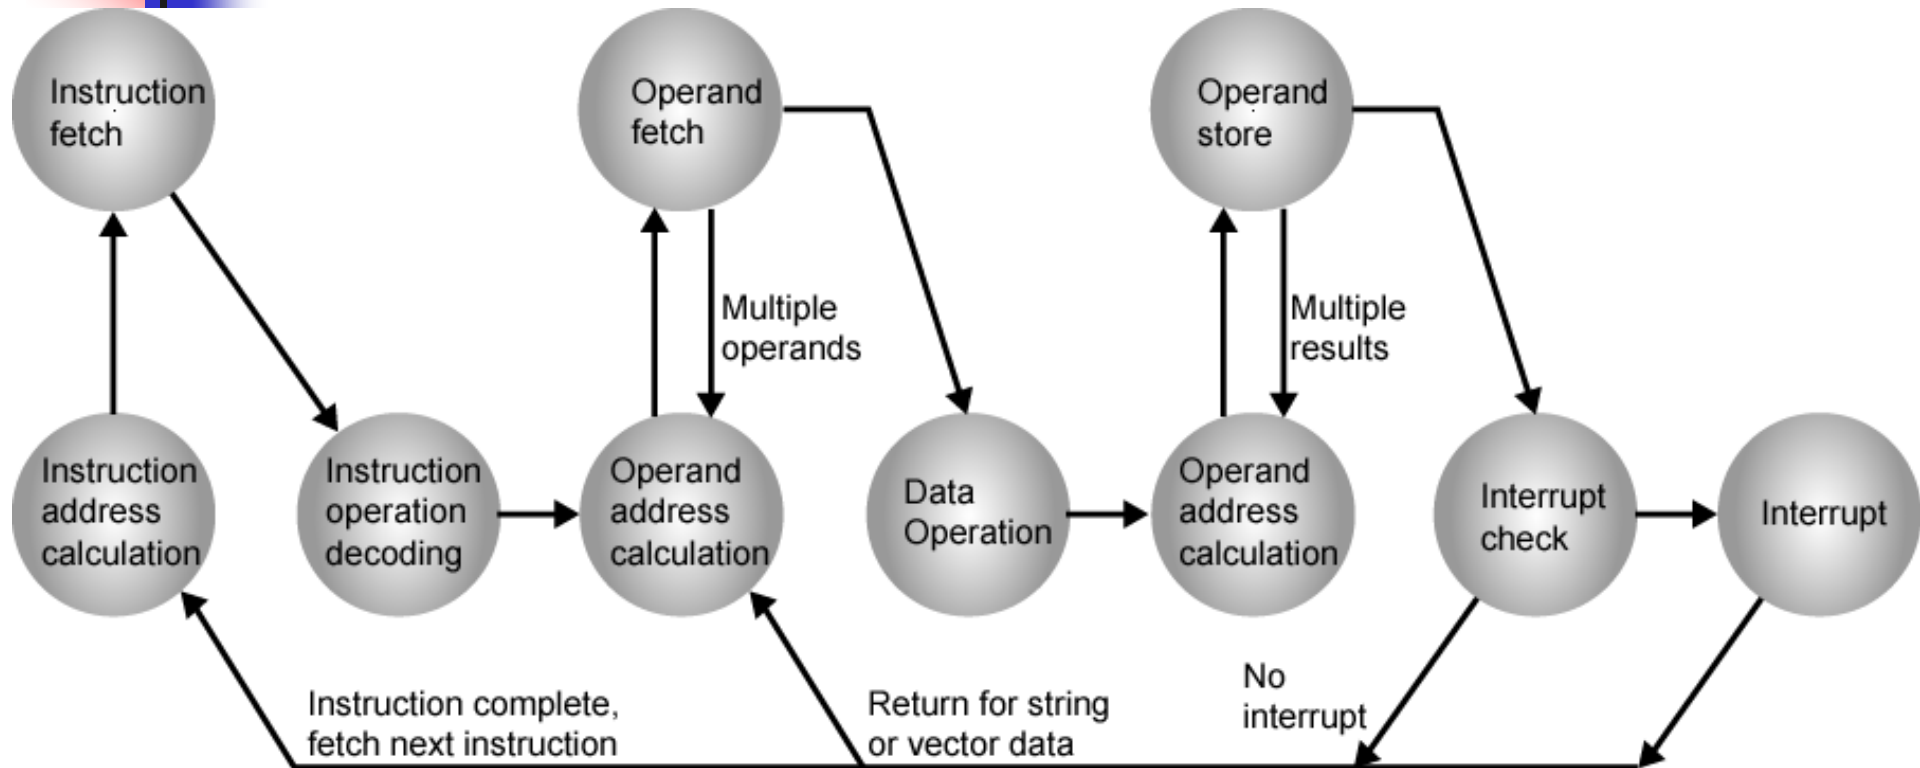 Instruction
fetch
Operand
fetch
Operand
store
Multiple
operands
Multiple
results
Instruction
address
calculation
Instruction
operation
decoding
Operand
address
calculation
Data
Operation
Operand
address
calculation
Interrupt
check
Interrupt
Instruction complete,
fetch next instruction
Return for string
or vector data
No
interrupt